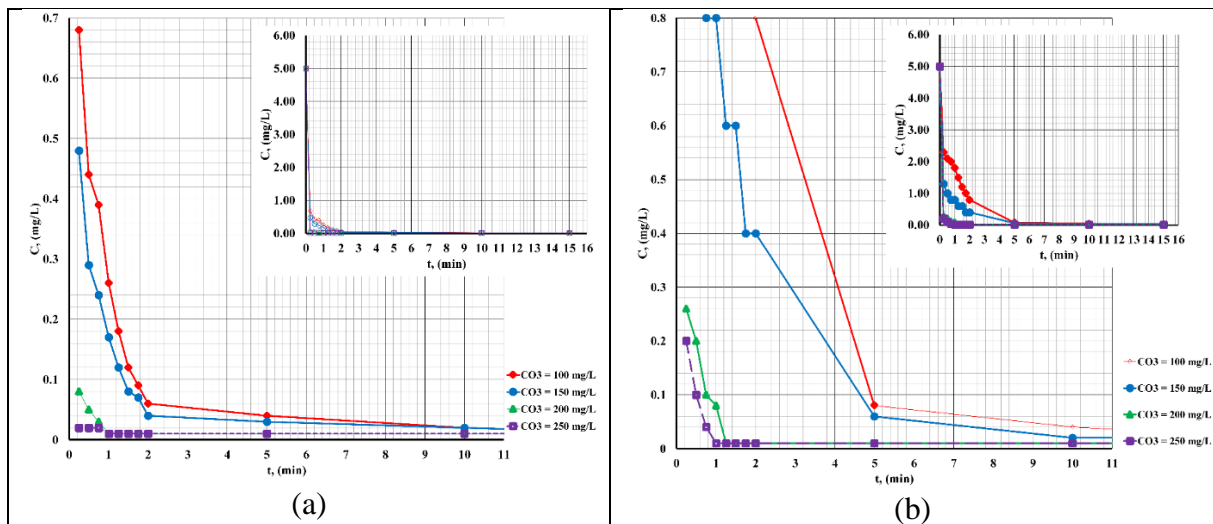 0.7
0.6
0.5
0.4
0.3
0.2
0.1
0
C, (mg/L)
0 1 2 3 4 5 6 7 8 9 10 11
t, (min)
6.00
5.00
4.00
3.00
2.00
1.00
0.00
C, (mg/L)
0 1 2 3 4 5 6 7 8 9 10 11 12 13 14 15 16
t, (min)
CO3 = 100 mg/L
CO3 = 150 mg/L
CO3 = 200 mg/L
CO3 = 250 mg/L
(a)
0.8
0.7
0.6
0.5
0.4
0.3
0.2
0.1
0
C, (mg/L)
0 1 2 3 4 5 6 7 8 9 10 11
t, (min)
6.00
5.00
4.00
3.00
2.00
1.00
0.00
C, (mg/L)
0 1 2 3 4 5 6 7 8 9 10 11 12 13 14 15 16
t, (min)
CO3 = 100 mg/L
CO3 = 150 mg/L
CO3 = 200 mg/L
CO3 = 250 mg/L
(b)